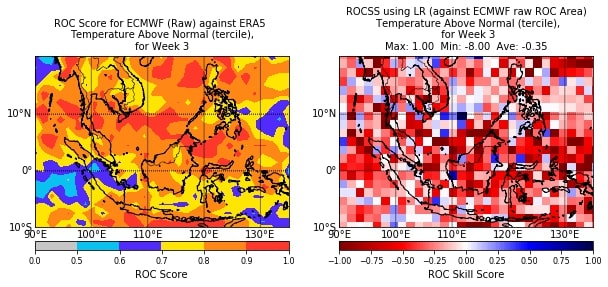 ROC Score for ECMWF (Raw) against ERA5
Temperature Above Normal (tercile),
for Week 3
10°N
0°
10°S
90°E 100°E 110°E 120°E 130°E
0.0 0.5 0.6 0.7 0.8 0.9 1.0
ROC Score
ROCSS using LR (against ECMWF raw ROC Area)
Temperature Above Normal (tercile),
for Week 3
Max: 1.00 Min: -8.00 Ave: -0.35
10°N
0°
10°S
90°E 100°E 110°E 120°E 130°E
−1.00 −0.75 −0.50 −0.25 0.00 0.25 0.50 0.75 1.00
ROC Skill Score